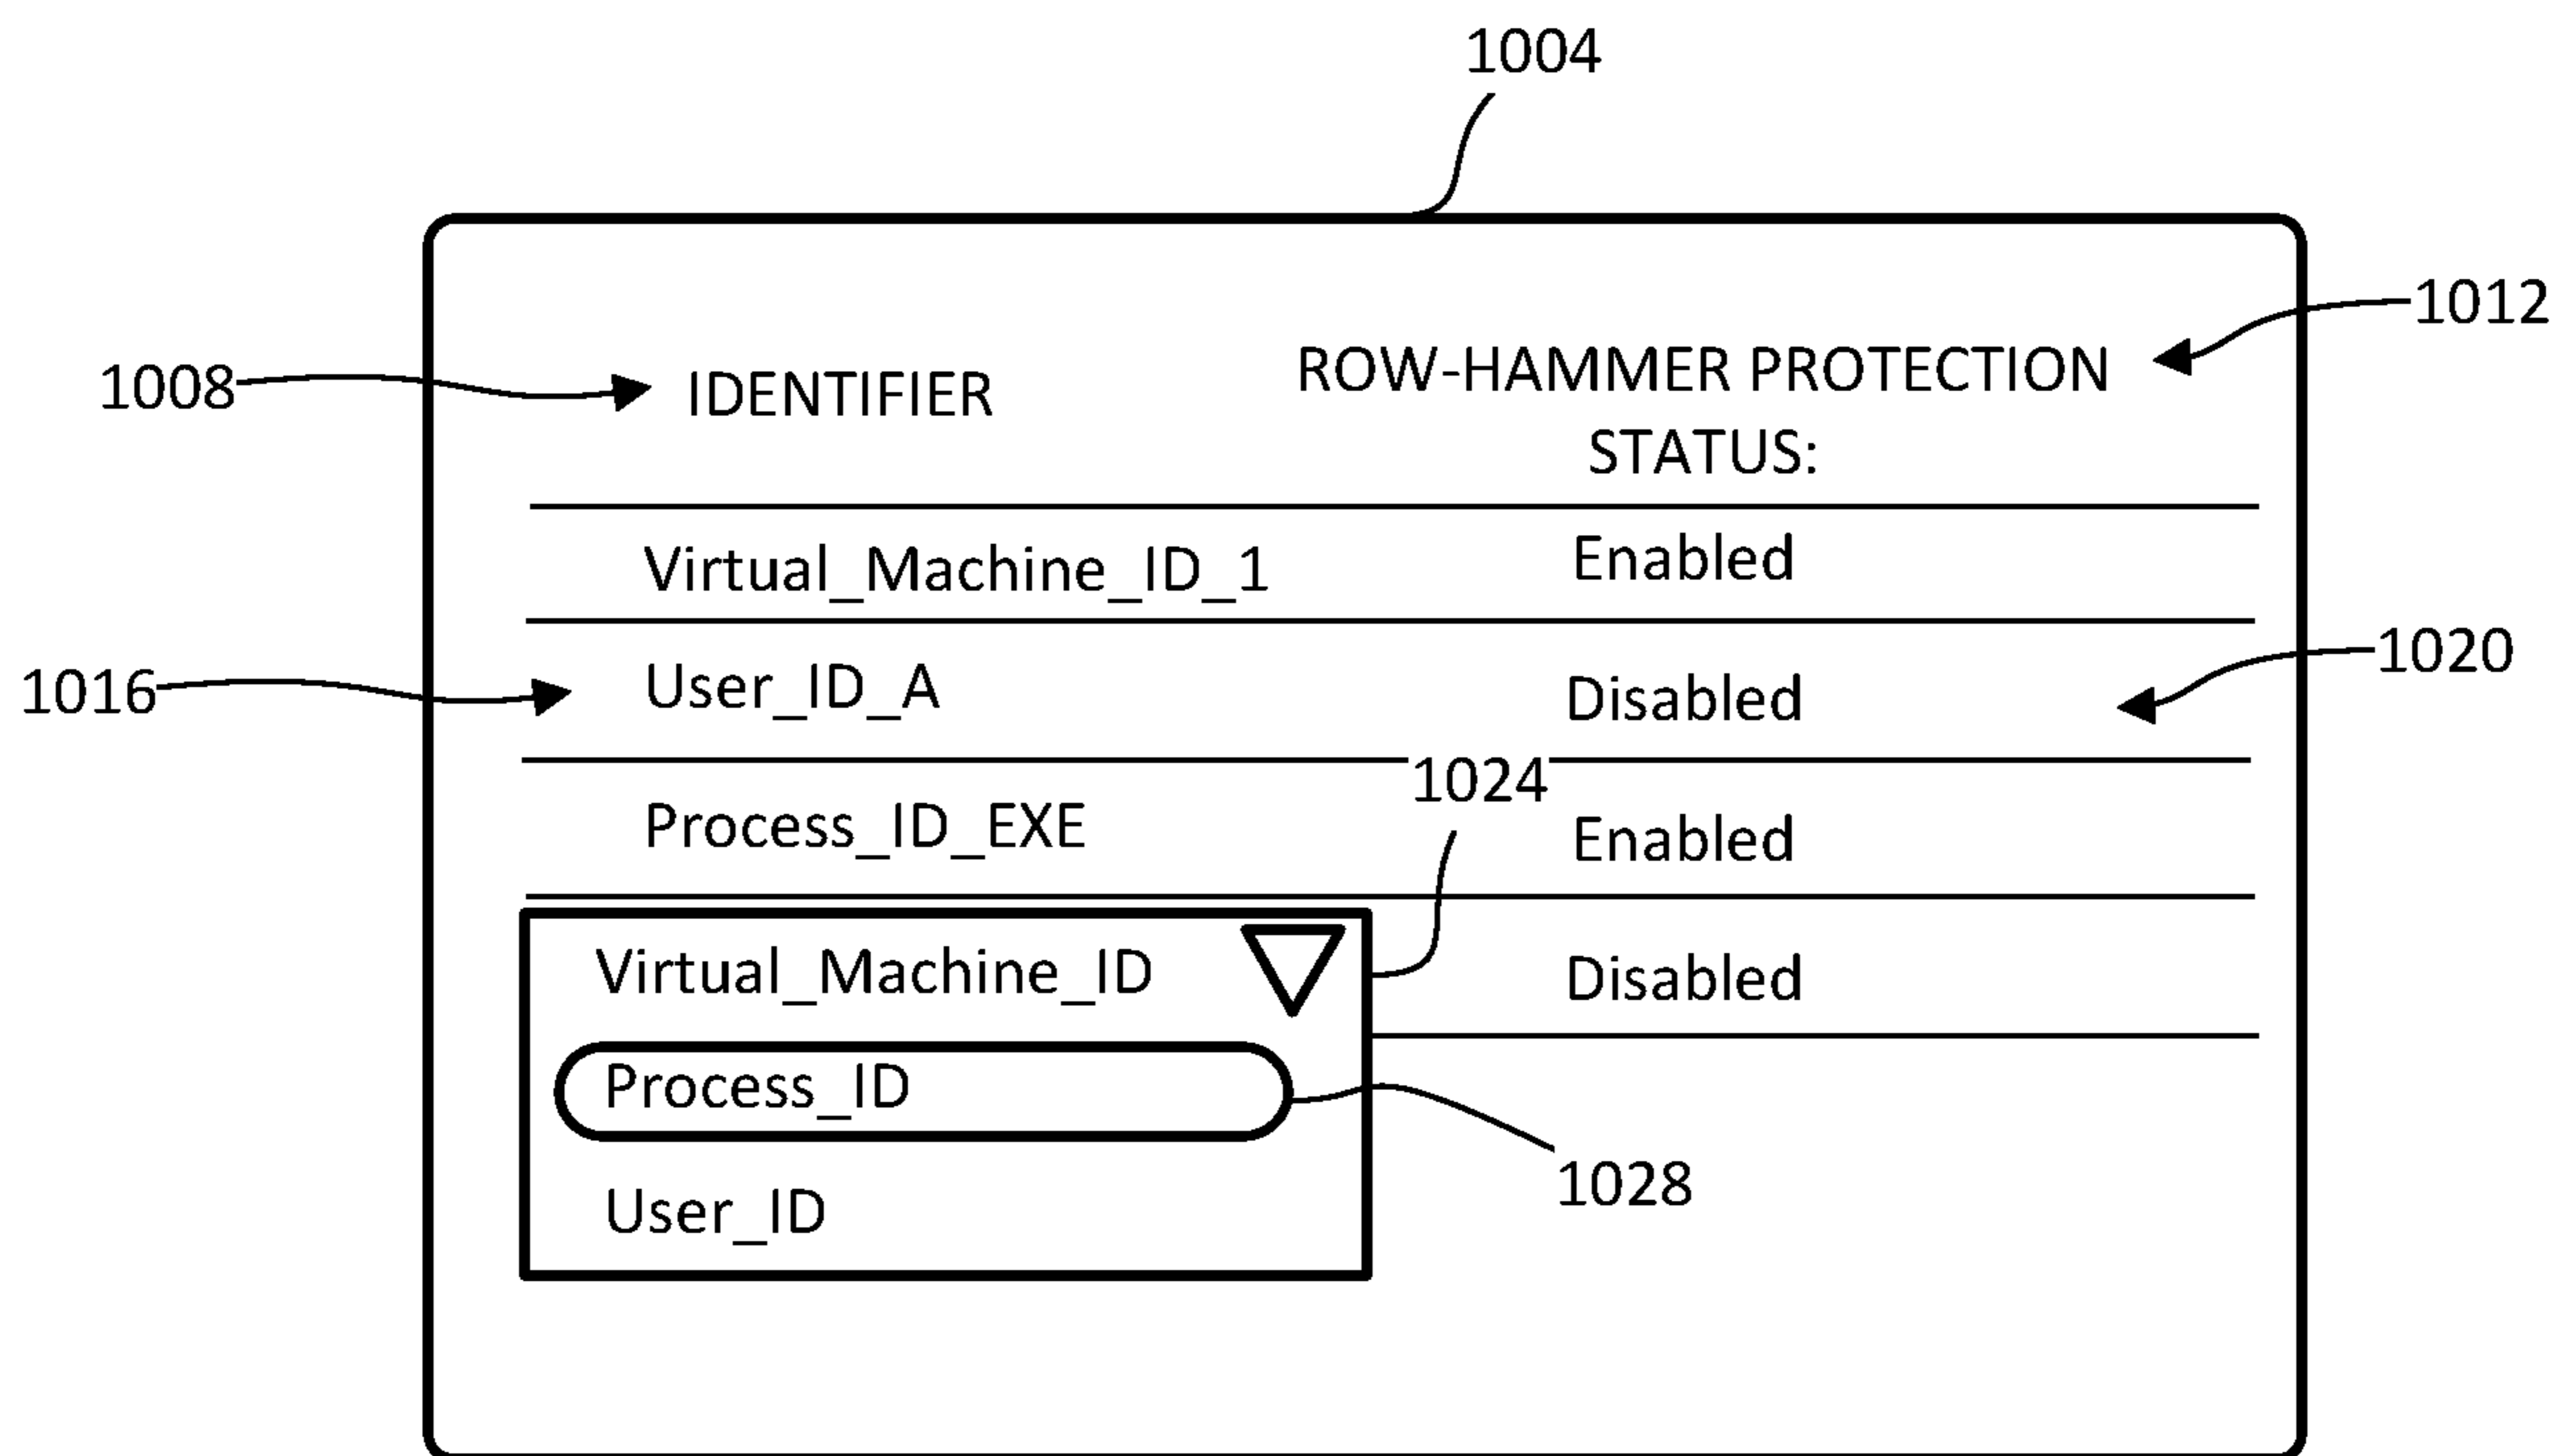 1004
1012
1008
IDENTIFIER
ROW-HAMMER PROTECTION
STATUS:
Virtual_Machine_ID_1
Enabled
1016
User_ID_A
Disabled
1020
1024
Process_ID_EXE
Enabled
Virtual_Machine_ID
Disabled
Process_ID
1028
User_ID